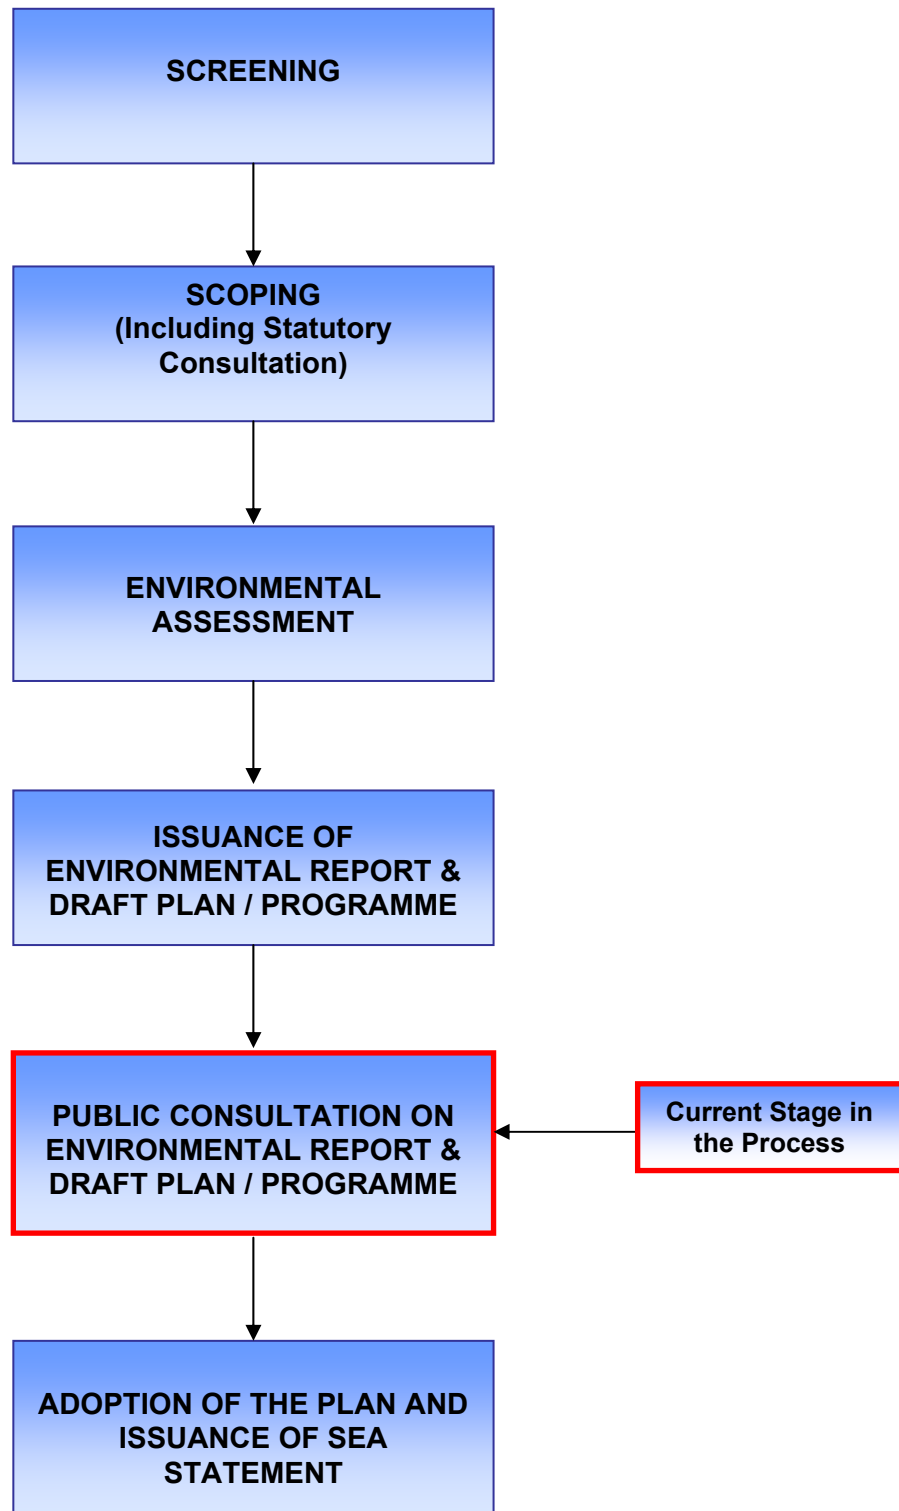 SCREENING
SCOPING
(Including Statutory
Consultation)
ENVIRONMENTAL
ASSESSMENT
ISSUANCE OF
ENVIRONMENTAL REPORT &
DRAFT PLAN / PROGRAMME
PUBLIC CONSULTATION ON
ENVIRONMENTAL REPORT &
DRAFT PLAN / PROGRAMME
Current Stage in
the Process
ADOPTION OF THE PLAN AND
ISSUANCE OF SEA
STATEMENT